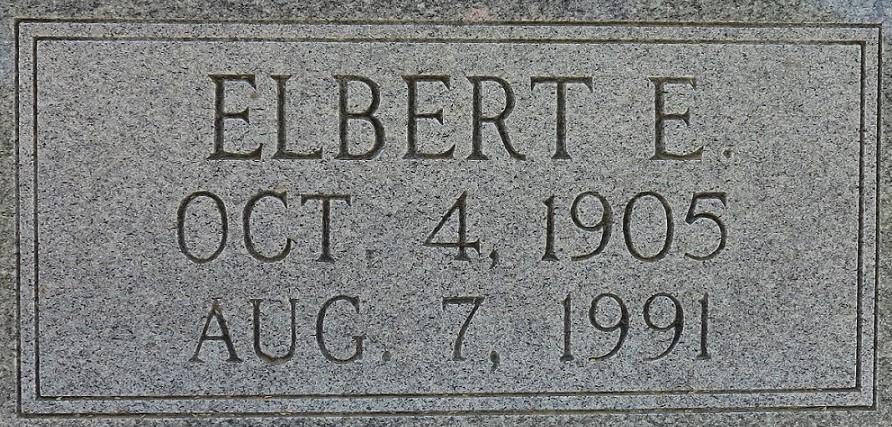 ELBERT E.
OCT. 4, 1905
AUG. 7, 1991